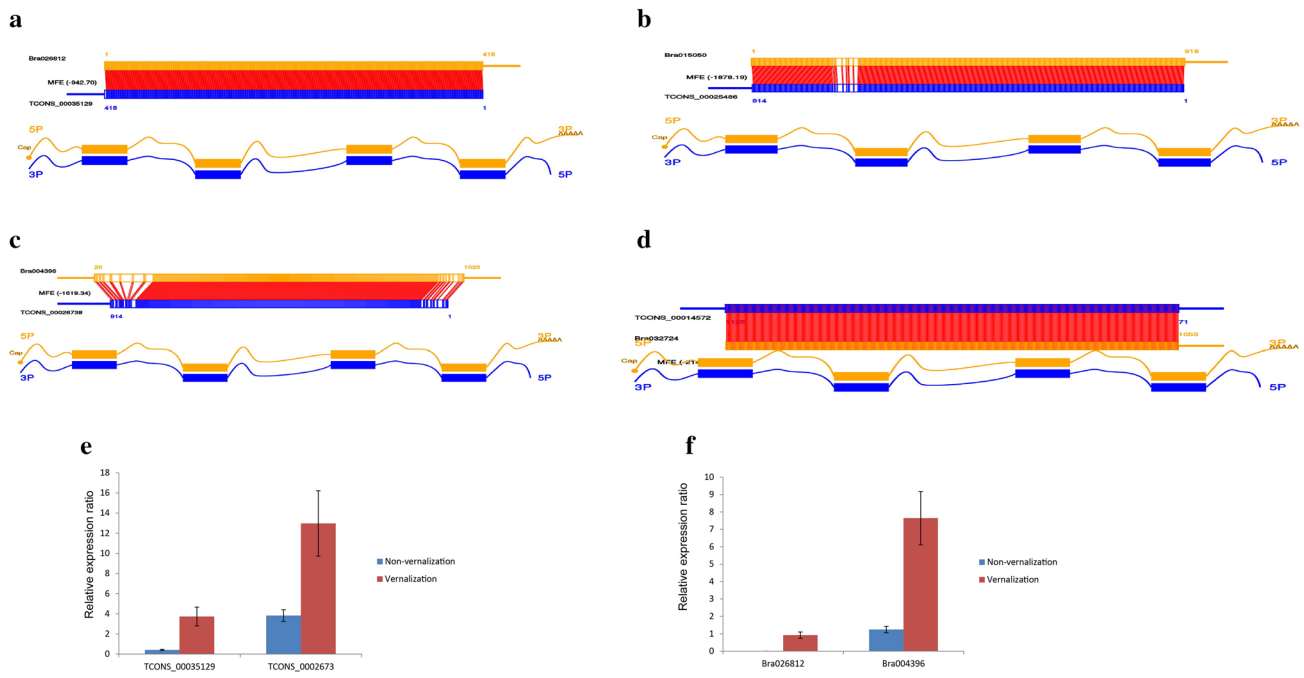 a
1
418
Bra026812
MFE (-942.70)
TCONS_00035129
418
1
5P
3P
AAAAA
Cap
3P
5P
b
1
918
Bra015050
MFE (-1878.19)
TCONS_00025486
914
1
5P
3P
AAAAA
Cap
3P
5P
c
20
1020
Bra004396
MFE (-1619.34)
TCONS_00026738
914
1
5P
3P
AAAAA
Cap
3P
5P
d
TCONS_00014572
71
Bra032724
1053
5P
3P
AAAAA
Cap
3P
5P
e
Relative expression ratio
18
16
14
12
10
8
6
4
2
0
TCONS_00035129
TCONS_0002673
Non-vernalization
Vernalization
f
Relative expression ratio
10
9
8
7
6
5
4
3
2
1
0
Bra026812
Bra004396
Non-vernalization
Vernalization